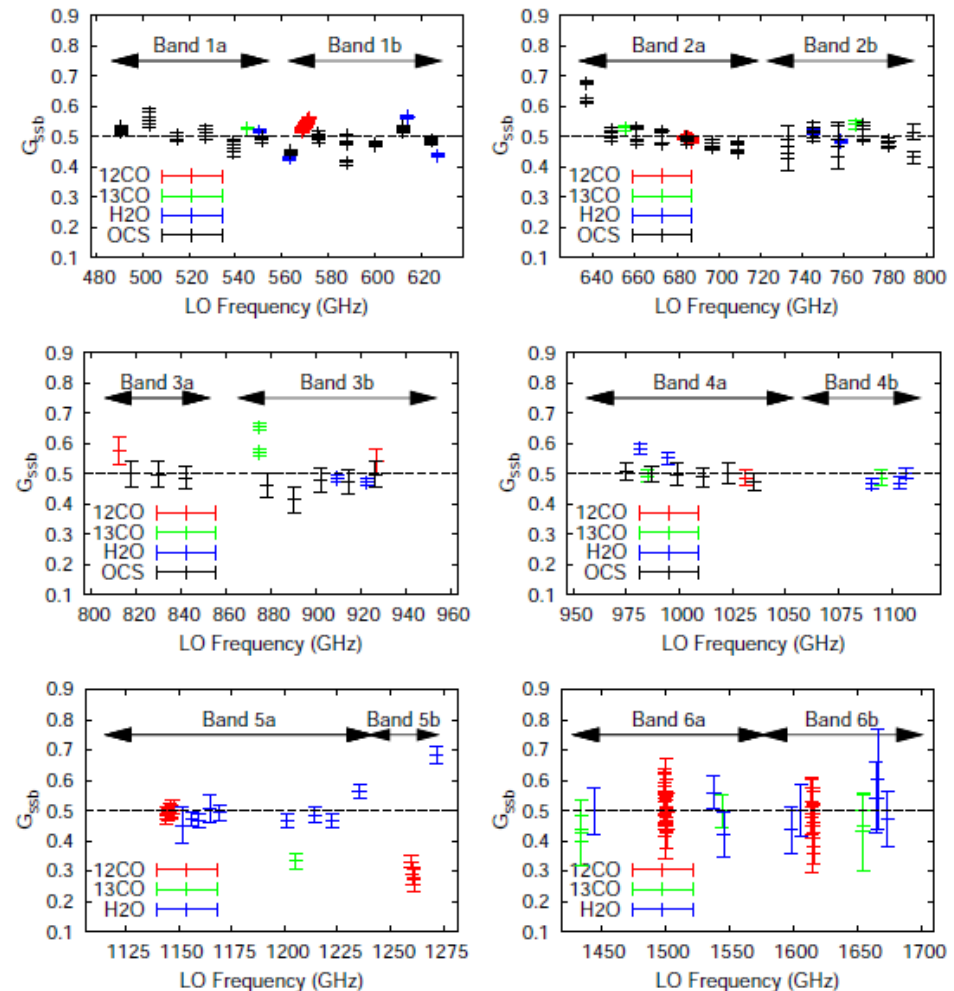 0.9
0.8
0.7
0.6
0.5
0.4
0.3
0.2
0.1
Gssb
Band 1a
Band 1b
12CO
13CO
H2O
OCS
480 500 520 540 560 580 600 620
LO Frequency (GHz)
0.9
0.8
0.7
0.6
0.5
0.4
0.3
0.2
0.1
Gssb
Band 2a
Band 2b
12CO
13CO
H2O
OCS
640 660 680 700 720 740 760 780 800
LO Frequency (GHz)
0.9
0.8
0.7
0.6
0.5
0.4
0.3
0.2
0.1
Gssb
Band 3a
Band 3b
12CO
13CO
H2O
OCS
800 820 840 860 880 900 920 940 960
LO Frequency (GHz)
0.9
0.8
0.7
0.6
0.5
0.4
0.3
0.2
0.1
Gssb
Band 4a
Band 4b
12CO
13CO
H2O
OCS
950 975 1000 1025 1050 1075 1100
LO Frequency (GHz)
0.9
0.8
0.7
0.6
0.5
0.4
0.3
0.2
0.1
Gssb
Band 5a
Band 5b
12CO
13CO
H2O
1125 1150 1175 1200 1225 1250 1275
LO Frequency (GHz)
0.9
0.8
0.7
0.6
0.5
0.4
0.3
0.2
0.1
Gssb
Band 6a
Band 6b
12CO
13CO
H2O
1450 1500 1550 1600 1650 1700
LO Frequency (GHz)